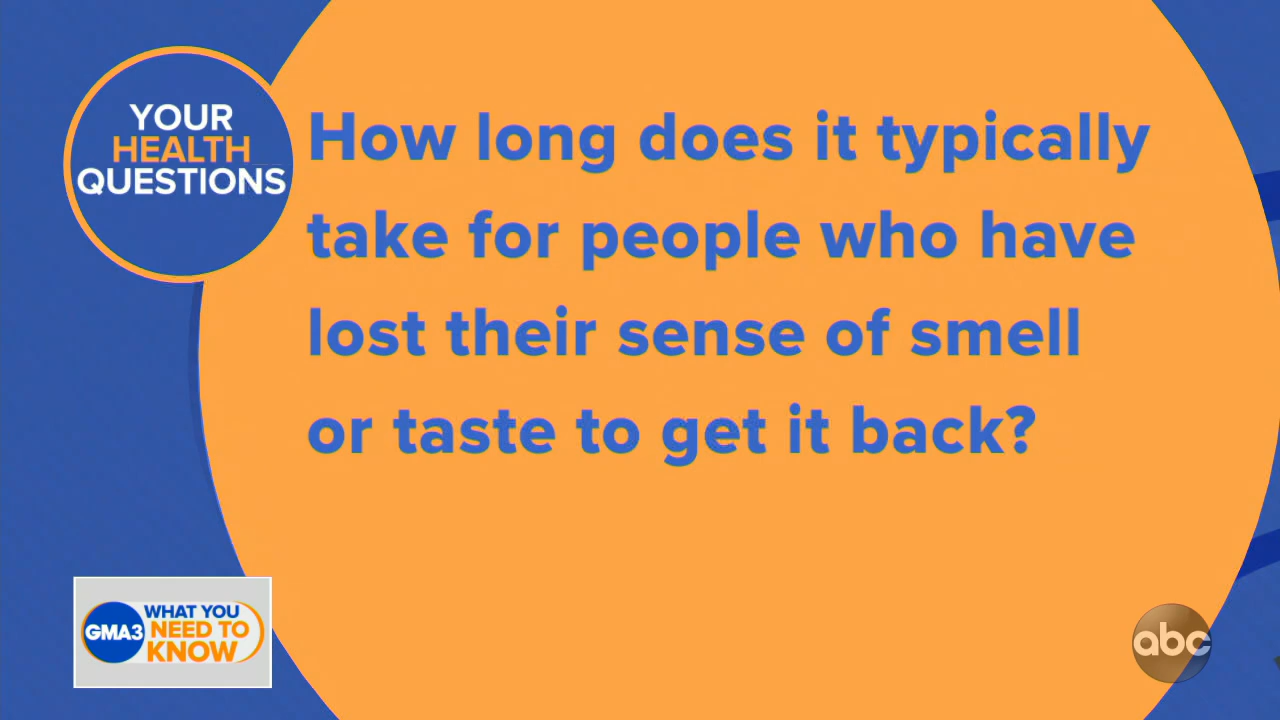 YOUR
HEALTH
QUESTIONS
How long does it typically
take for people who have
lost their sense of smell
or taste to get it back?
GMA3
WHAT YOU
NEED TO
KNOW
abc